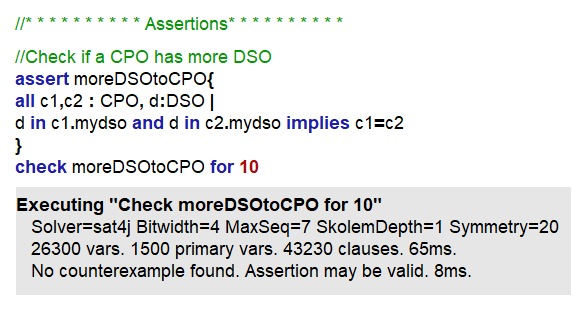 //* * * * * * * * * * Assertions* * * * * * * * * *
//Check if a CPO has more DSO
assert moreDSOtoCPO{
all c1,c2 : CPO, d:DSO |
d in c1.mydso and d in c2.mydso implies c1=c2
}
check moreDSOtoCPO for 10
Executing "Check moreDSOtoCPO for 10"
Solver=sat4j Bitwidth=4 MaxSeq=7 SkolemDepth=1 Symmetry=20
26300 vars. 1500 primary vars. 43230 clauses. 65ms.
No counterexample found. Assertion may be valid. 8ms.